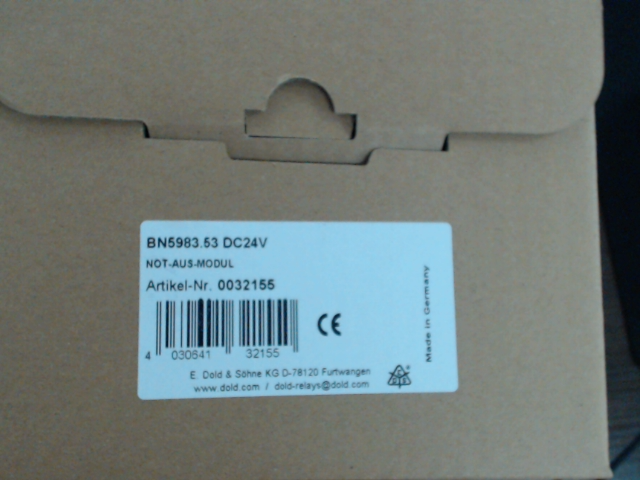 BN5983.53 DC24V
NOT-AUS-MODUL
Artikel-Nr. 0032155
4 030641 32155
CE
Made in Germany
E. Dold & Söhne KG D-78120 Furtwangen
www.dold.com / dold-relays@dold.com